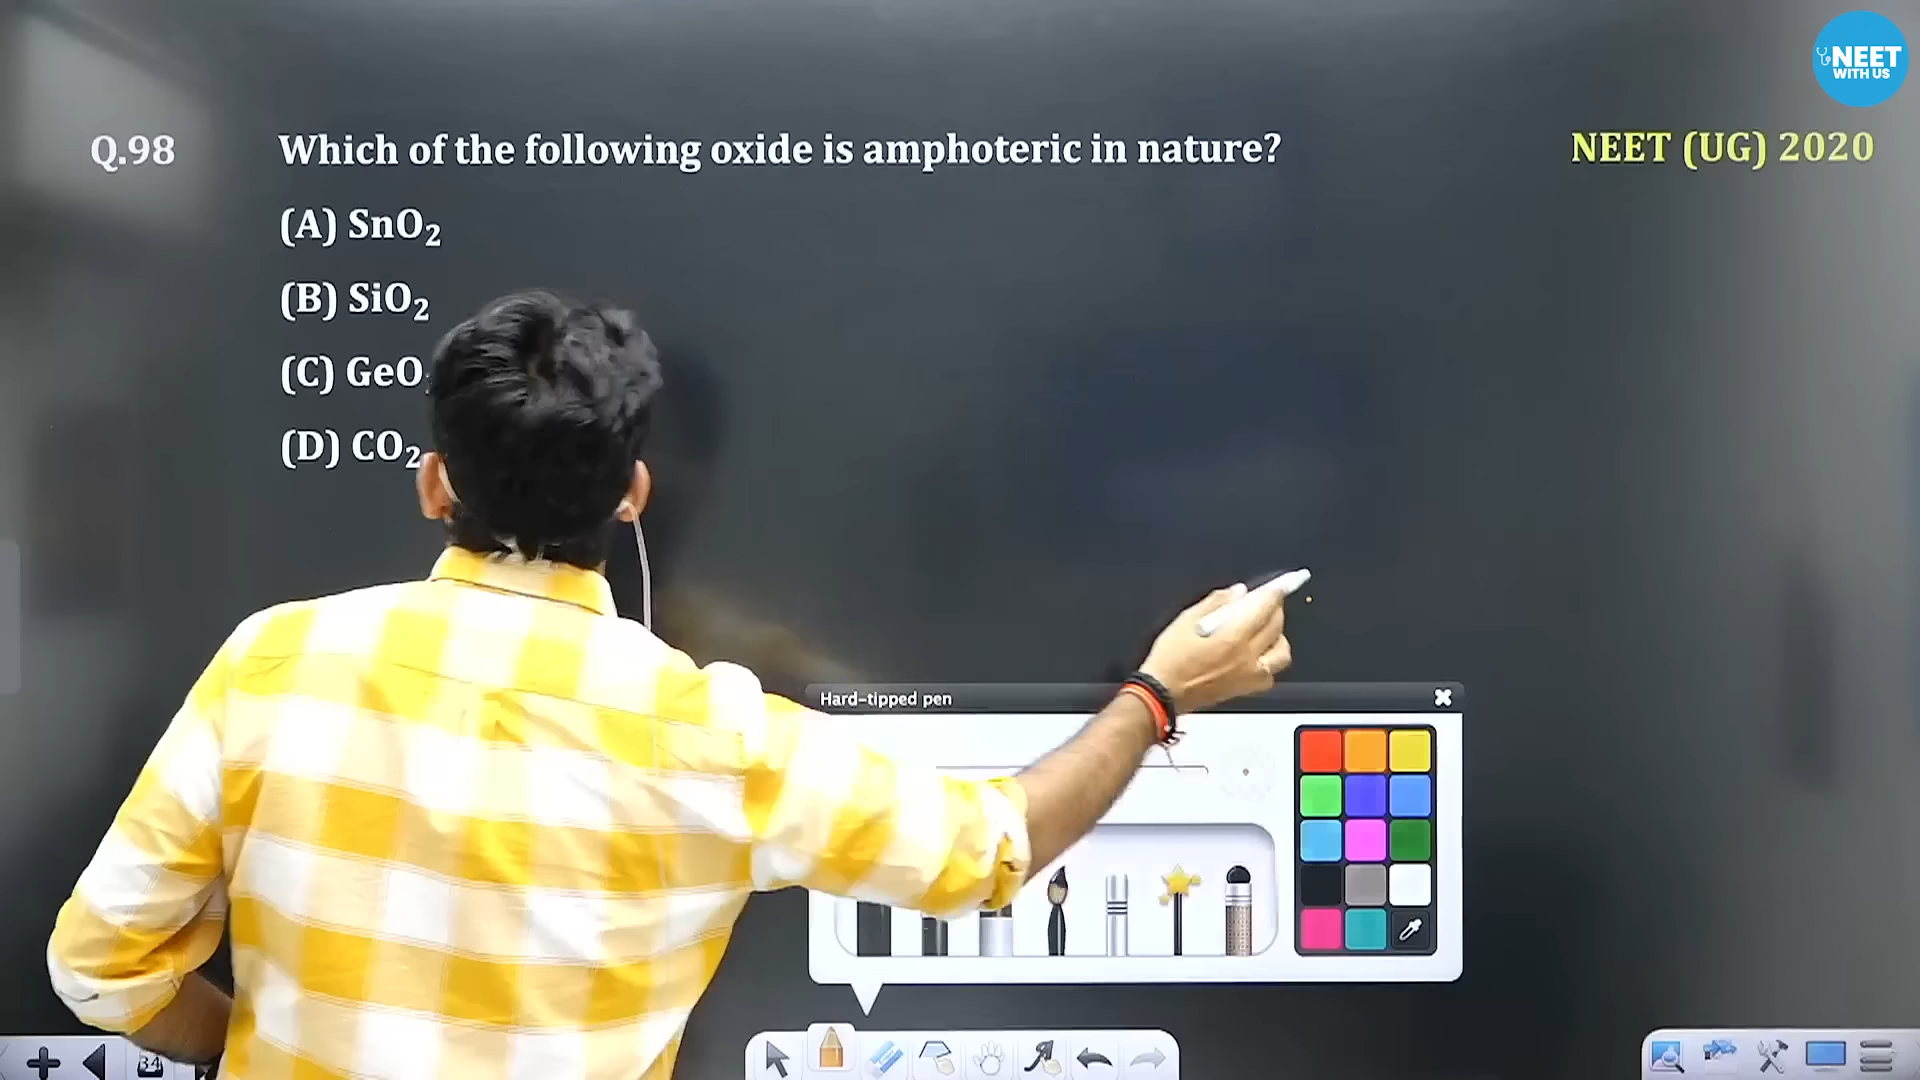 NEET
WITH US
Q.98 Which of the following oxide is amphoteric in nature? NEET (UG) 2020
(A) SnO₂
(B) SiO₂
(C) GeO
(D) CO₂
Hard-tipped pen
34